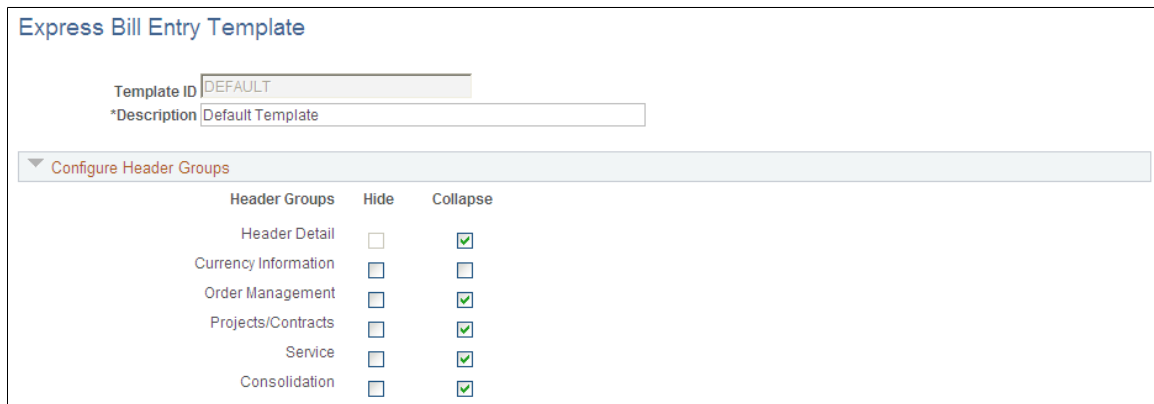 Express Bill Entry Template
Template ID DEFAULT
*Description Default Template
Configure Header Groups
Header Groups Hide Collapse
Header Detail
Currency Information
Order Management
Projects/Contracts
Service
Consolidation